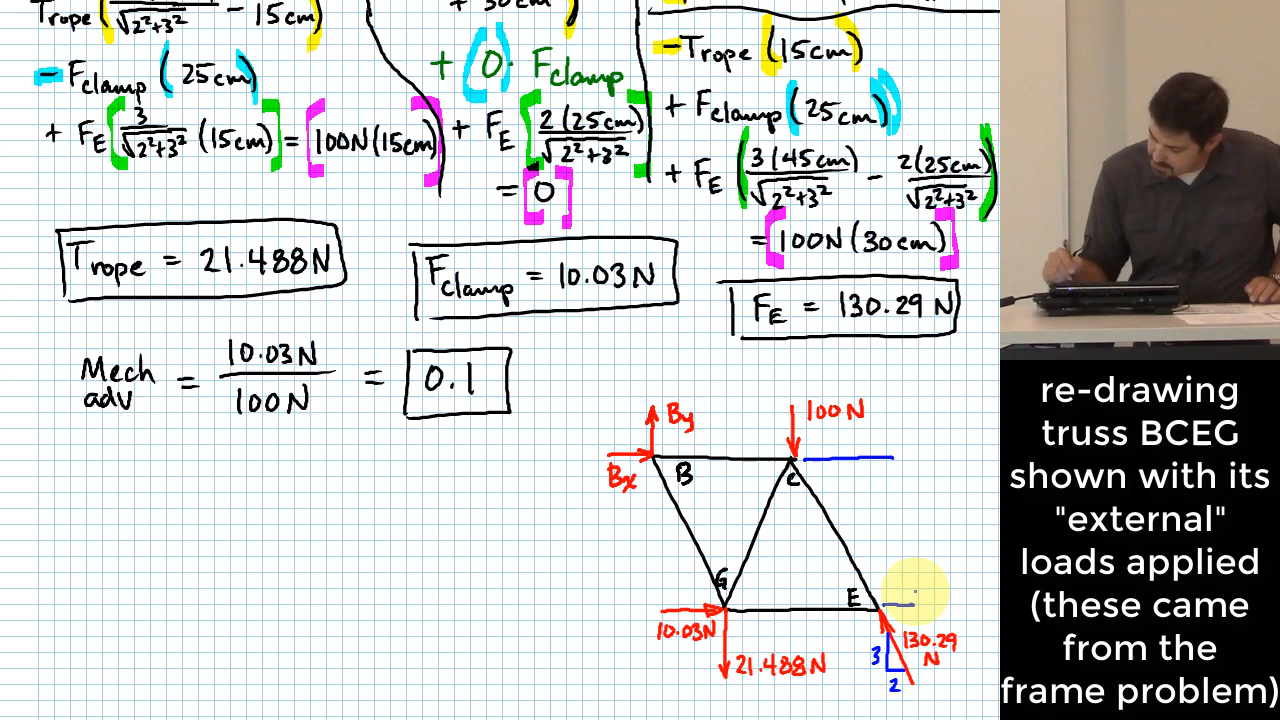 Trope ( √2²+3² - 15cm )
- Fclamp ( 25cm )
+ FE [ 3/√2²+3² (15cm) ] = [ 100N(15cm) ]
Trope = 21.488N
+ 30cm )
+ (0) · Fclamp
+ FE [ 2(25cm)/√2²+3² ]
= [ 0 ]
Fclamp = 10.03N
- Trope ( 15cm )
+ Fclamp ( 25cm )
+ FE ( 3(45cm)/√2²+3² - 2(25cm)/√2²+3² )
= [ 100N(30cm) ]
FE = 130.29 N
Mech adv = 10.03N/100N = 0.1
By
100N
Bx
B
C
G
E
10.03N
21.488N
130.29
N
3
2
re-drawing
truss BCEG
shown with its
"external"
loads applied
(these came
from the
frame problem)